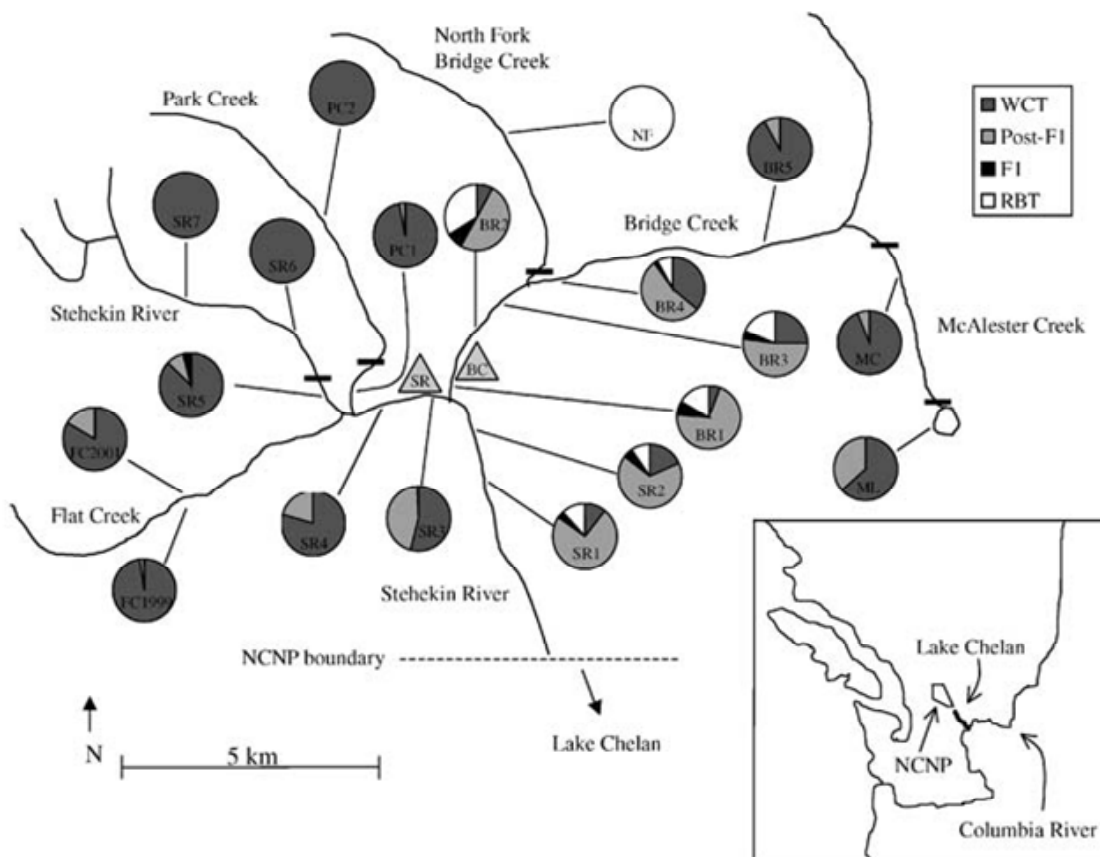 North Fork
Bridge Creek
Park Creek
PC2
NF
WCT
Post-F1
F1
RBT
BR5
SR7
SR6
PC1
BR2
Bridge Creek
BR4
Stehekin River
McAlester Creek
BR3
MC
SR
BC
SR5
BR1
FC2001
SR2
ML
Flat Creek
SR4
SR3
SR1
FC1999
Stehekin River
NCNP boundary
Lake Chelan
N
5 km
Lake Chelan
NCNP
Columbia River